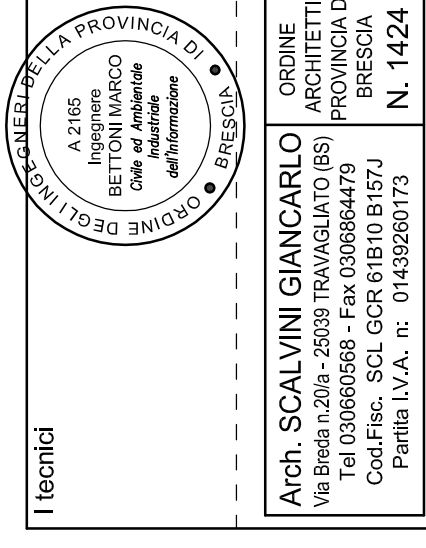 I tecnici
ORDINE DEGLI INGEGNERI DELLA PROVINCIA DI BRESCIA
A 2165
Ingegnere
BETTONI MARCO
Civile ed Ambientale
Industriale
dell'Informazione
Arch. SCALVINI GIANCARLO
Via Breda n.20/a - 25039 TRAVAGLIATO (BS)
Tel 030660568 - Fax 0306864479
Cod.Fisc. SCL GCR 61B10 B157J
Partita I.V.A. n: 01439260173
ORDINE
ARCHITETTI
PROVINCIA D
BRESCIA
N. 1424